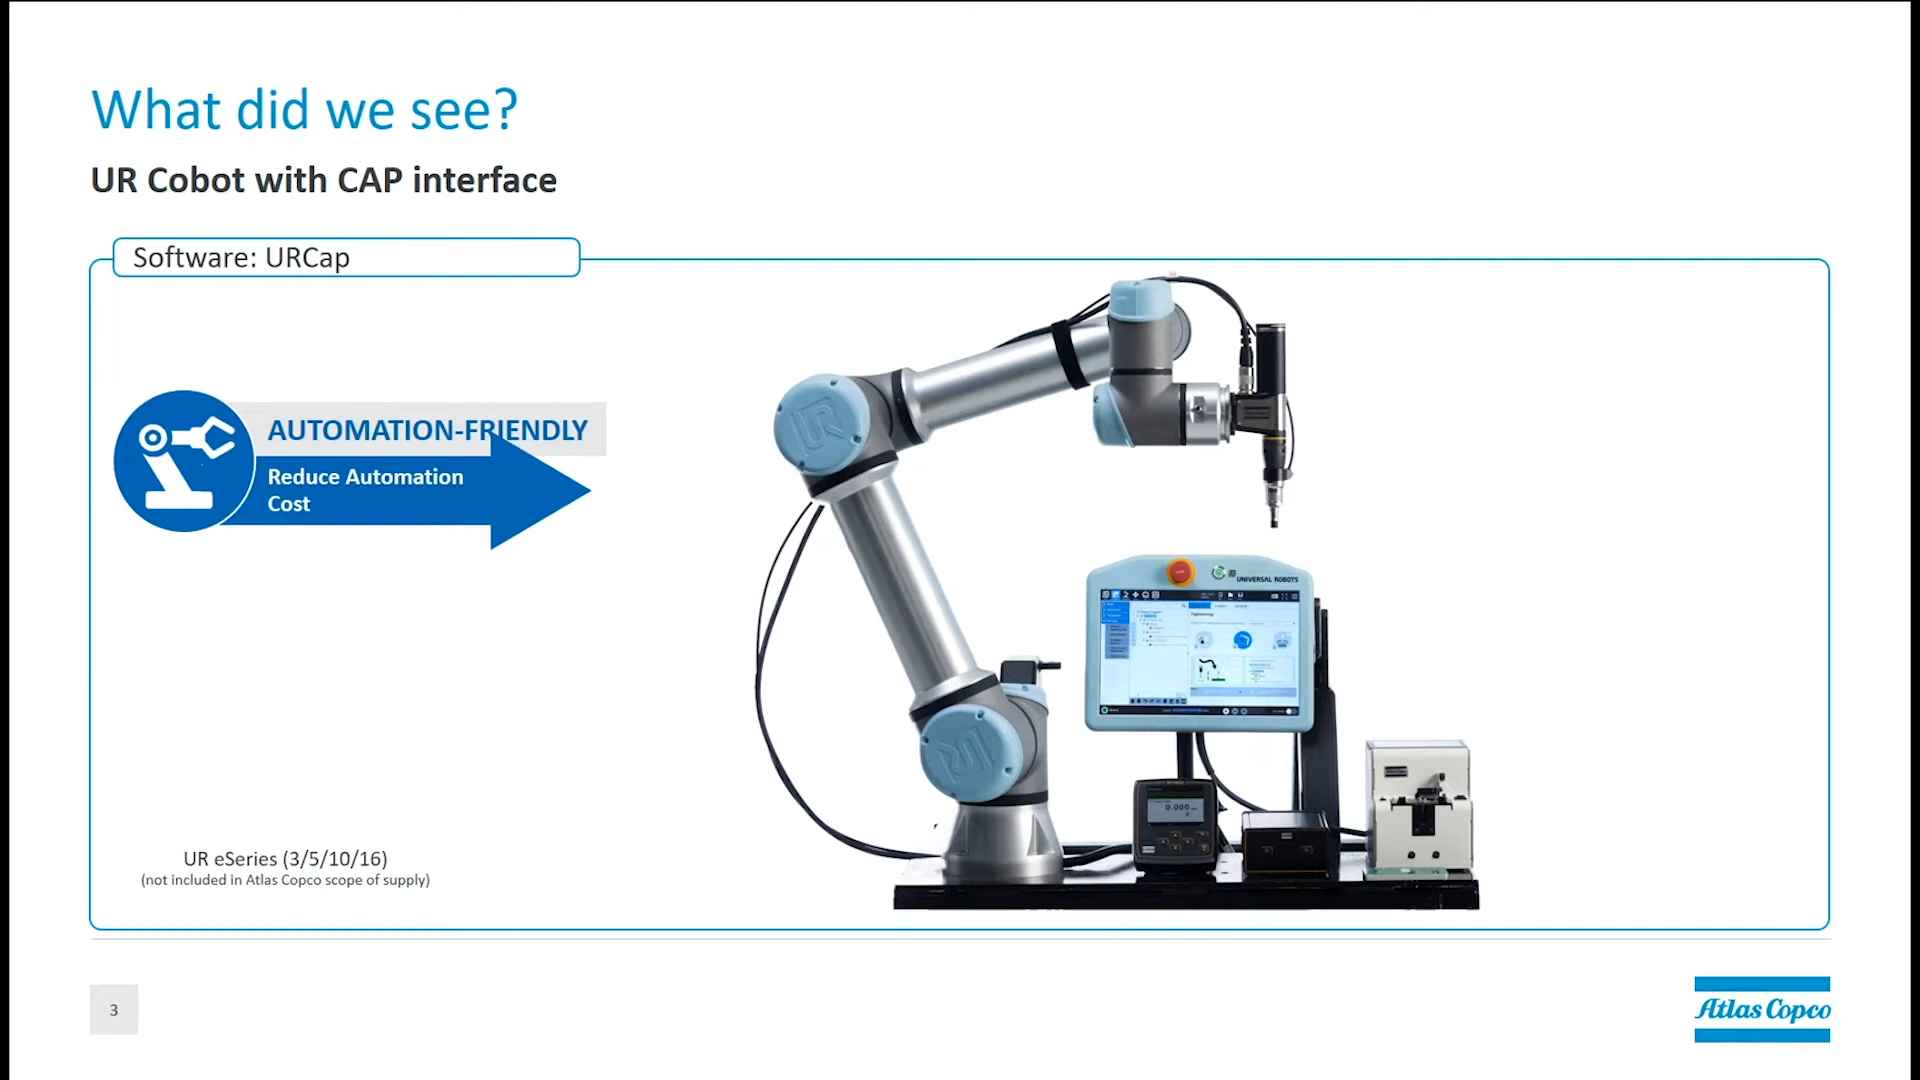 What did we see?
UR Cobot with CAP interface
Software: URCap
AUTOMATION-FRIENDLY
Reduce Automation
Cost
UNIVERSAL ROBOTS
Tightening
0.000
UR eSeries (3/5/10/16)
(not included in Atlas Copco scope of supply)
3
Atlas Copco